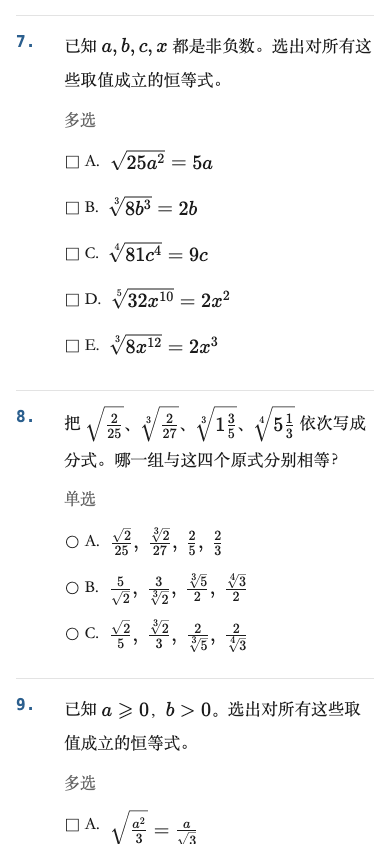 7.
已知 a, b, c, x 都是非负数。选出对所有这
些取值成立的恒等式。
多选
A. √(25a²) = 5a
B. ∛(8b³) = 2b
C. ∜(81c⁴) = 9c
D. ⁵√(32x¹⁰) = 2x²
E. ∛(8x¹²) = 2x³
8.
把 √(2/25)、∛(2/27)、∛(1 3/5)、∜(5 1/3) 依次写成
分式。哪一组与这四个原式分别相等?
单选
A. √2/25, ∛2/27, 2/5, 2/3
B. 5/√2, 3/∛2, ∛5/2, ∜3/2
C. √2/5, ∛2/3, 2/∛5, 2/∜3
9.
已知 a ⩾ 0, b > 0。选出对所有这些取
值成立的恒等式。
多选
A. √(a²/3) = a/√3